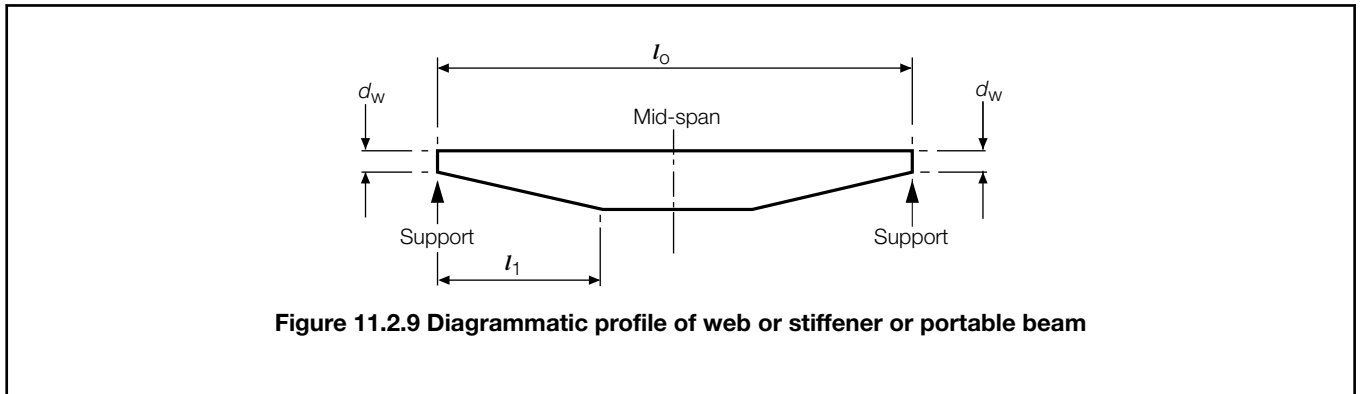 lo
dw
dw
Mid-span
Support
Support
l1
Figure 11.2.9 Diagrammatic profile of web or stiffener or portable beam